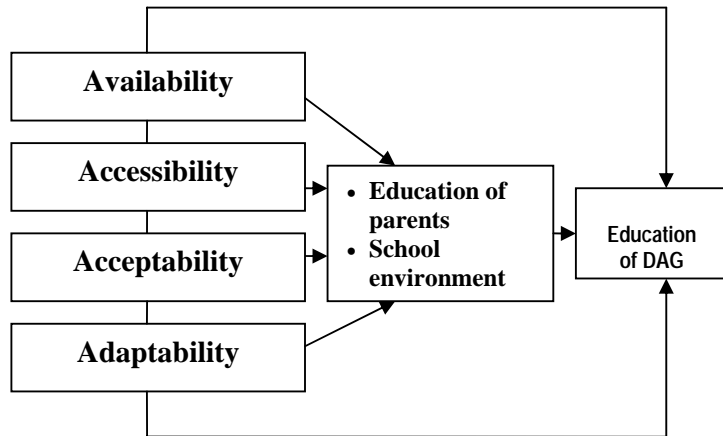 Availability
Accessibility
Acceptability
Adaptability
• Education of
parents
• School
environment
Education
of DAG